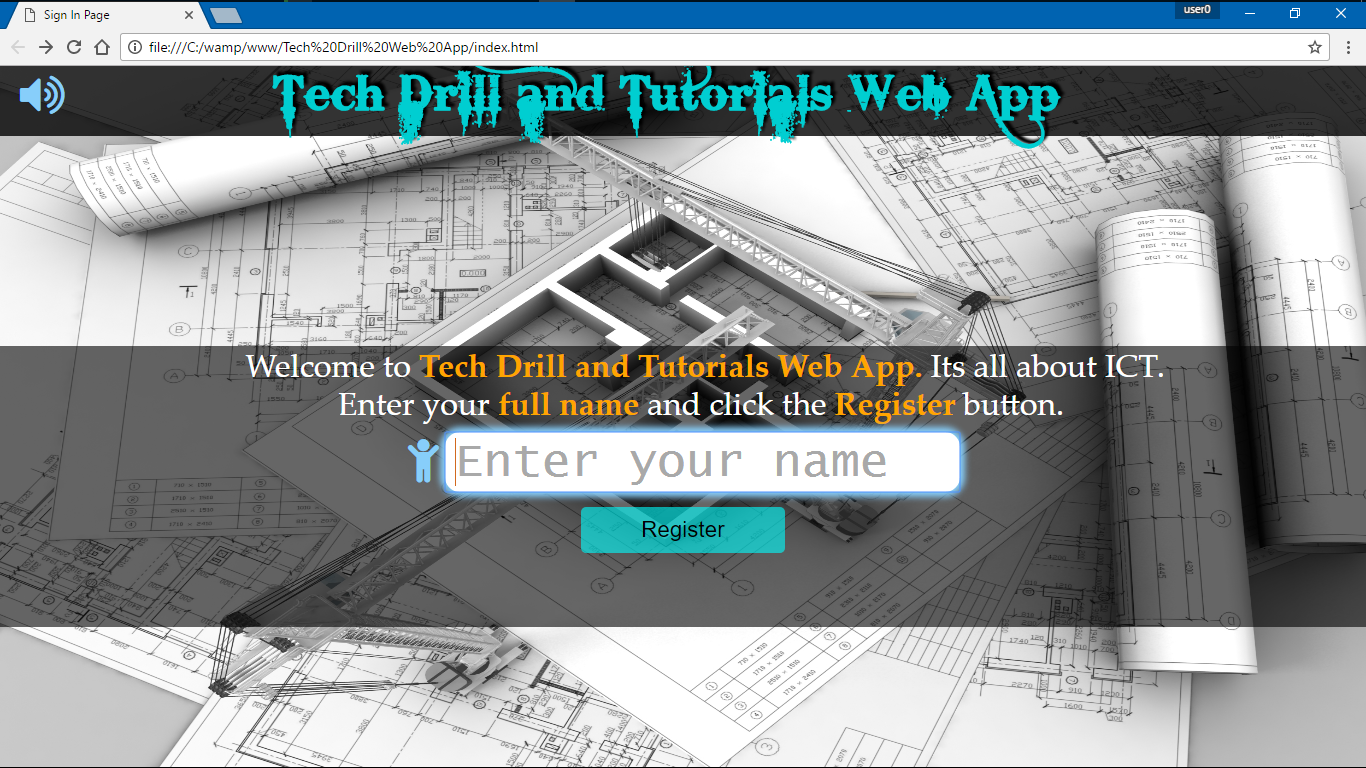 Sign In Page
user0
file:///C:/wamp/www/Tech%20Drill%20Web%20App/index.html
Tech Drill and Tutorials Web App
Welcome to Tech Drill and Tutorials Web App. Its all about ICT.
Enter your full name and click the Register button.
Enter your name
Register